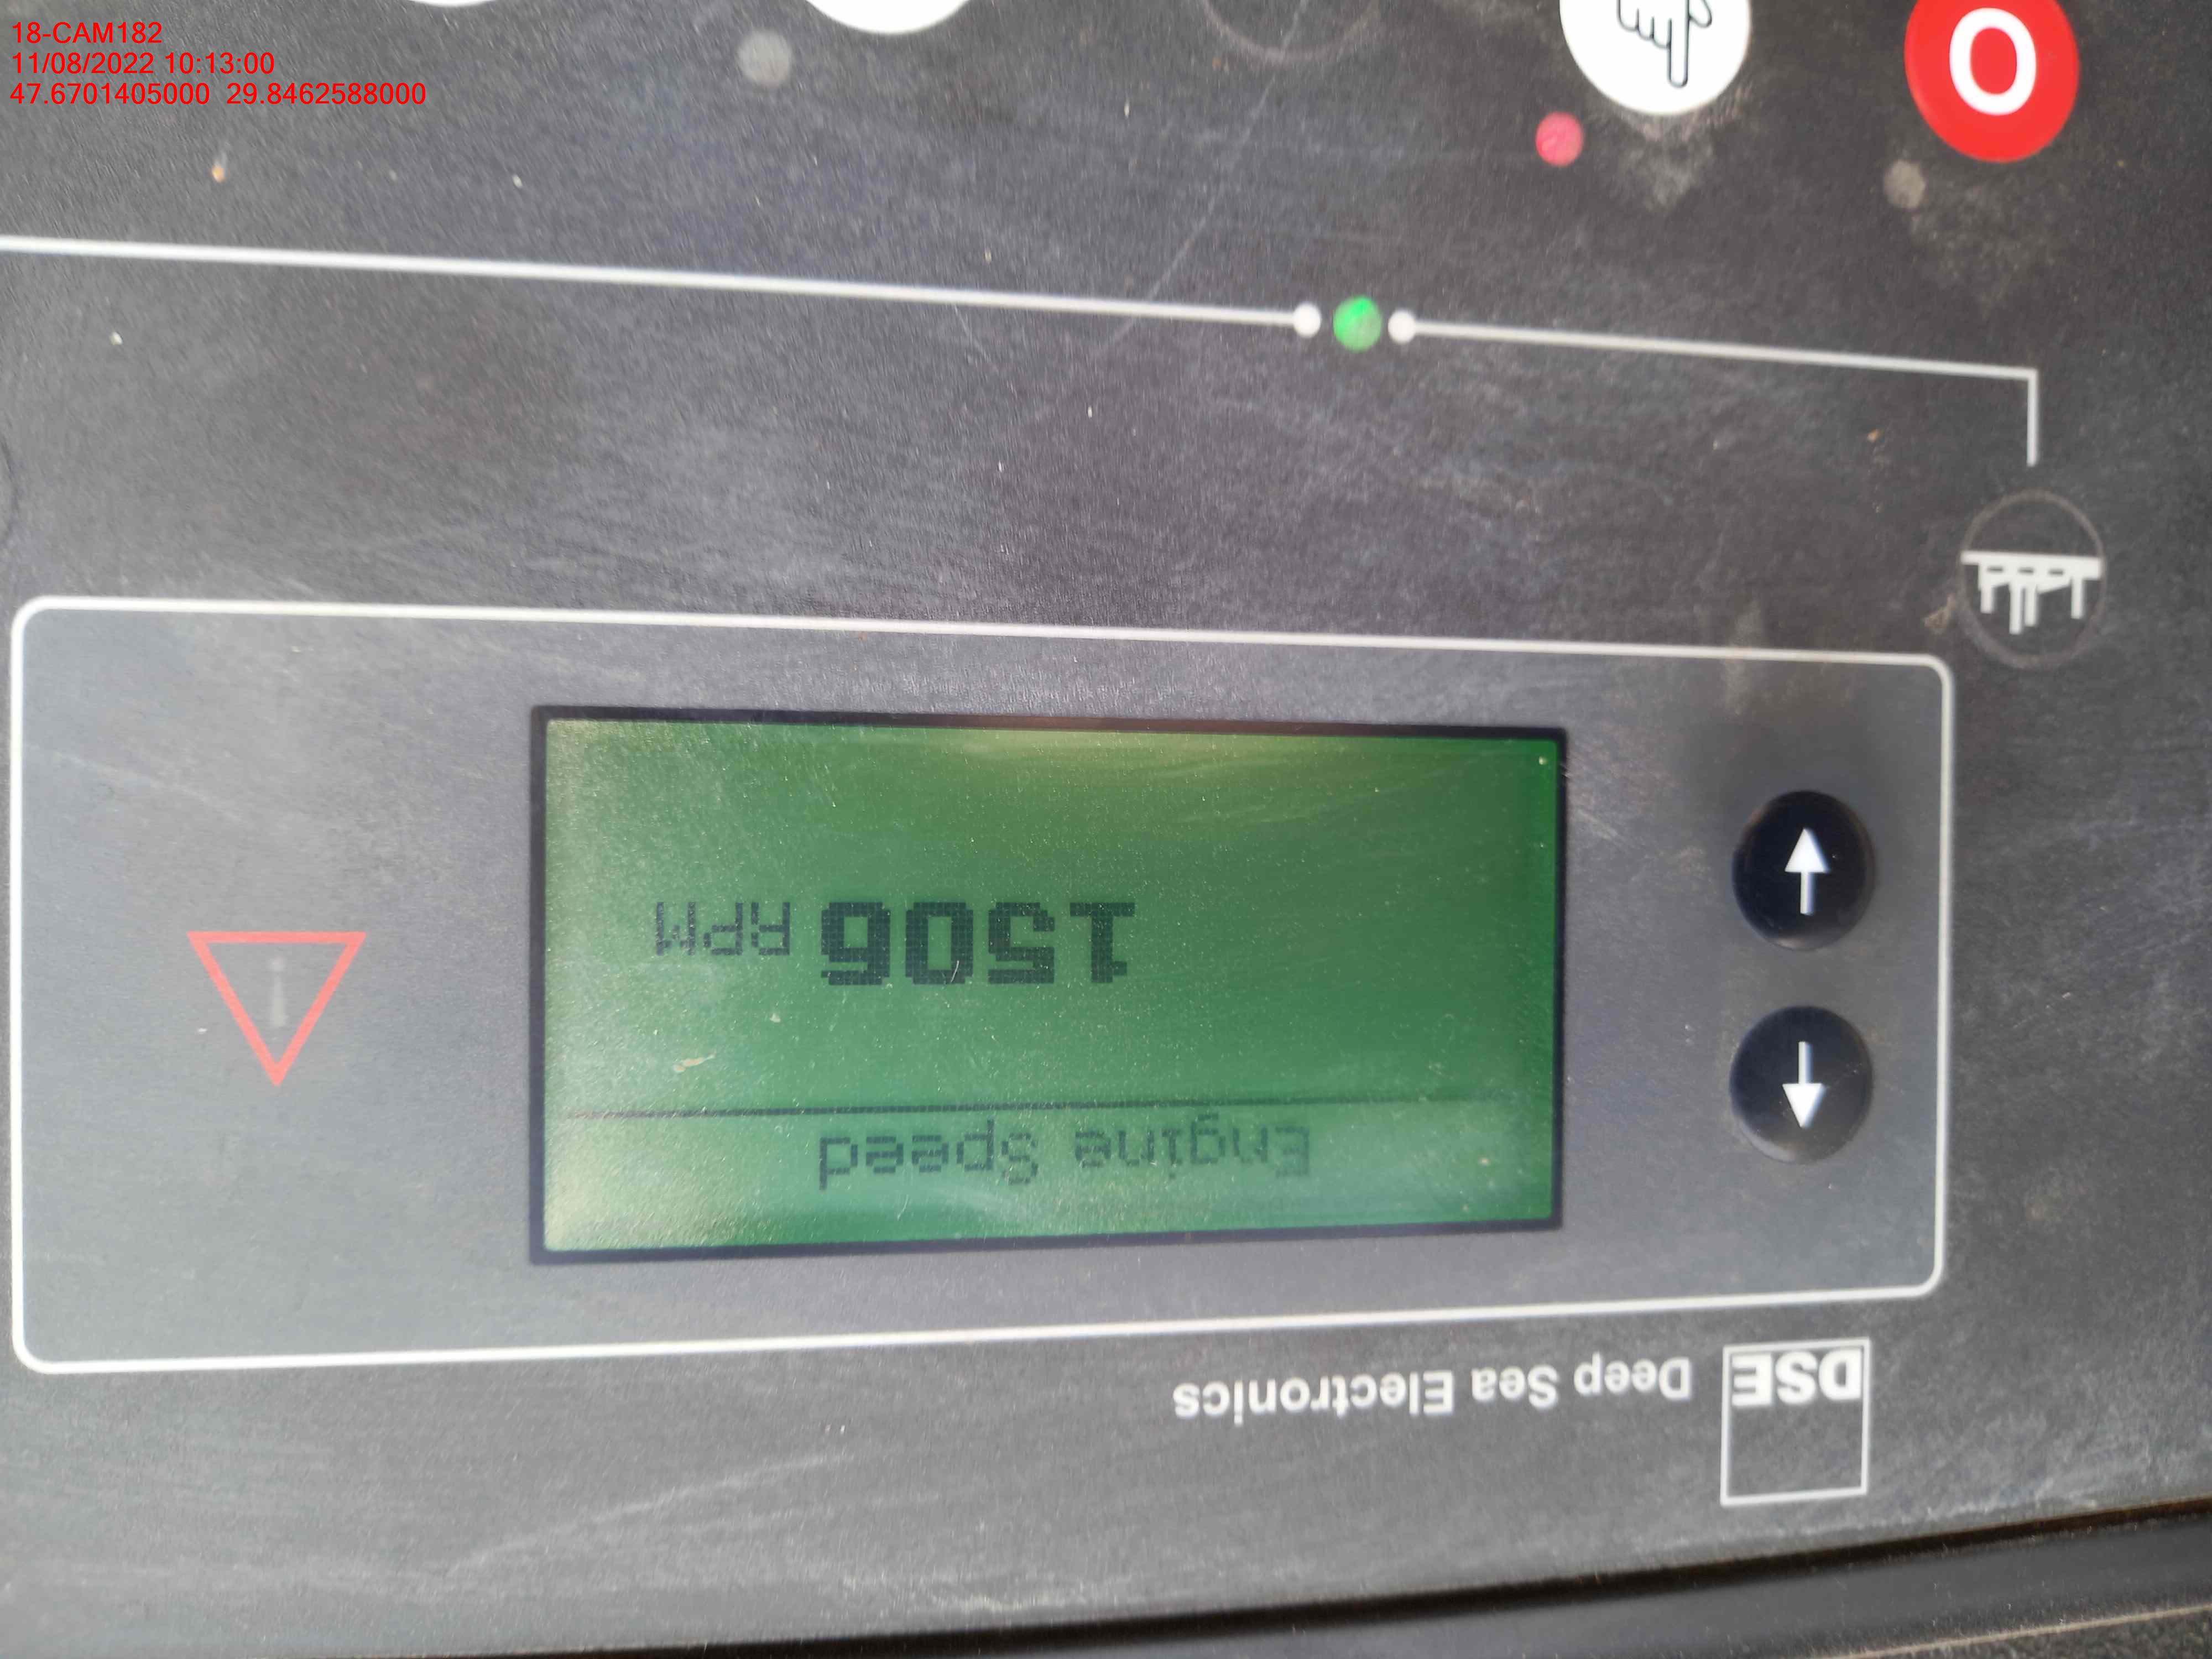 18-CAM182
11/08/2022 10:13:00
47.6701405000 29.8462588000
DSE Deep Sea Electronics
Engine Speed
1506 RPM
i
O